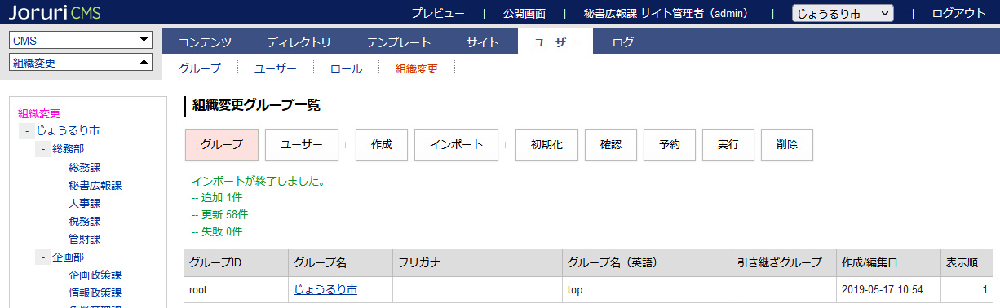 Joruri CMS
プレビュー | 公開画面 | 秘書広報課 サイト管理者（admin） | じょうるり市 | ログアウト
CMS
組織変更
コンテンツ ディレクトリ テンプレート サイト ユーザー ログ
グループ ユーザー ロール 組織変更
組織変更
- じょうるり市
- 総務部
総務課
秘書広報課
人事課
税務課
管財課
- 企画部
企画政策課
情報政策課
組織変更グループ一覧
グループ ユーザー 作成 インポート 初期化 確認 予約 実行 削除
インポートが終了しました。
-- 追加 1件
-- 更新 58件
-- 失敗 0件
グループID グループ名 フリガナ グループ名（英語） 引き継ぎグループ 作成/編集日 表示順
root じょうるり市 top 2019-05-17 10:54 1